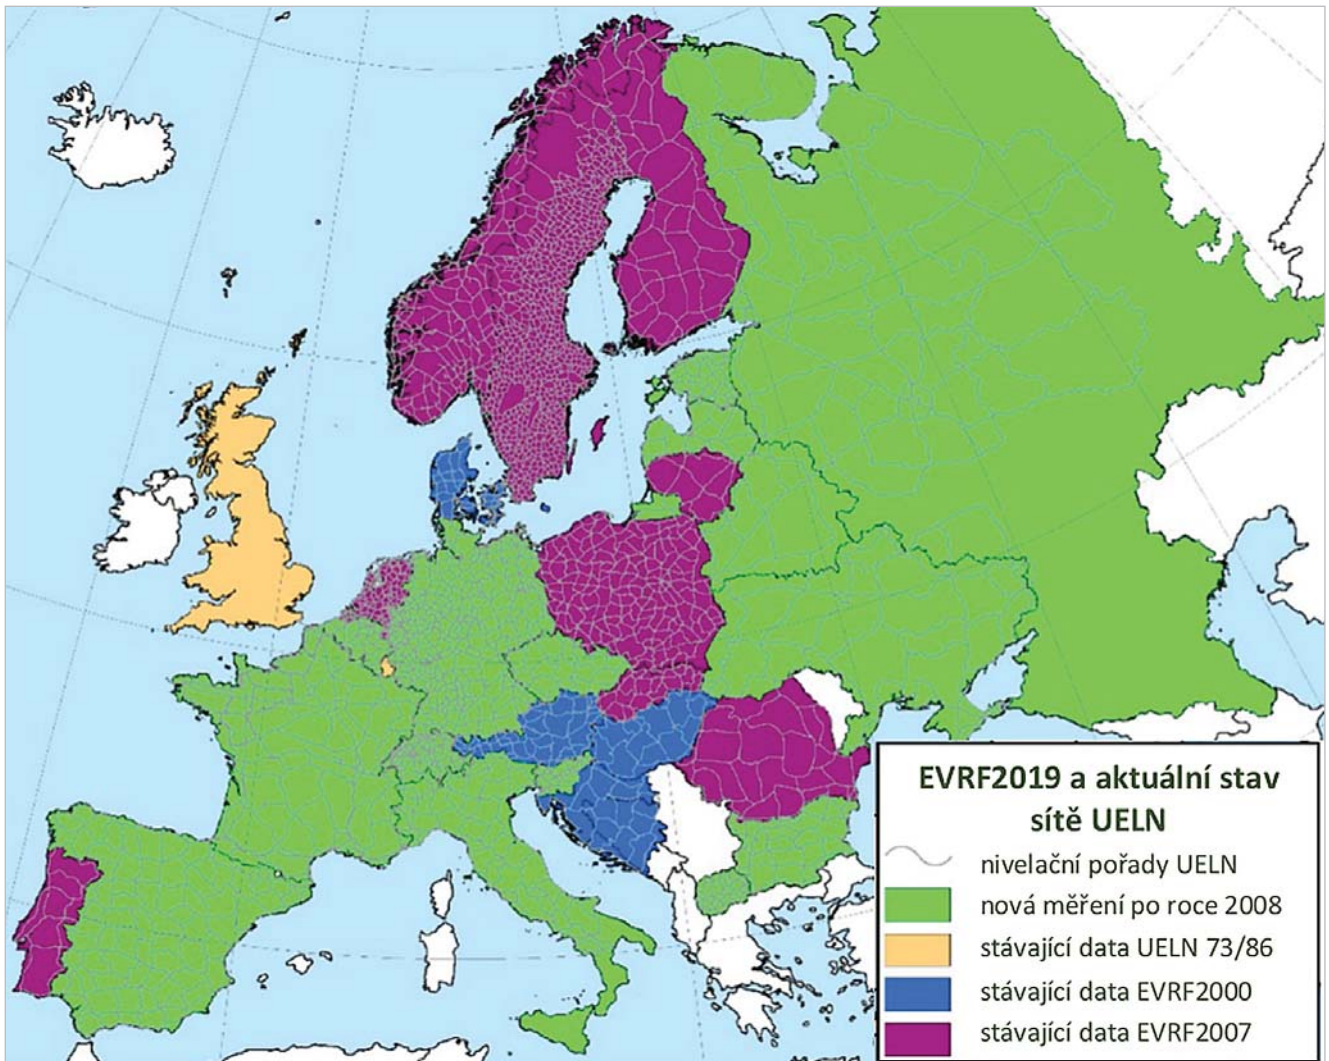 EVRF2019 a aktuální stav
sítě UELN
nivelační pořady UELN
nová měření po roce 2008
stávající data UELN 73/86
stávající data EVRF2000
stávající data EVRF2007